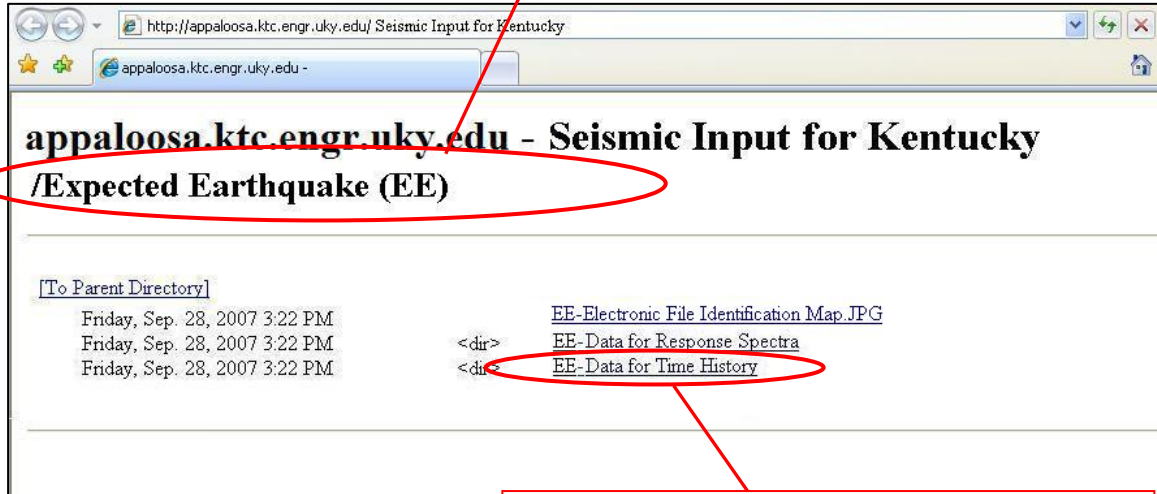 http://appaloosa.ktc.engr.uky.edu/ Seismic Input for Kentucky
appaloosa.ktc.engr.uky.edu -
appaloosa.ktc.engr.uky.edu - Seismic Input for Kentucky
/Expected Earthquake (EE)
[To Parent Directory]
Friday, Sep. 28, 2007 3:22 PM EE-Electronic File Identification Map.JPG
Friday, Sep. 28, 2007 3:22 PM <dir> EE-Data for Response Spectra
Friday, Sep. 28, 2007 3:22 PM <dir> EE-Data for Time History